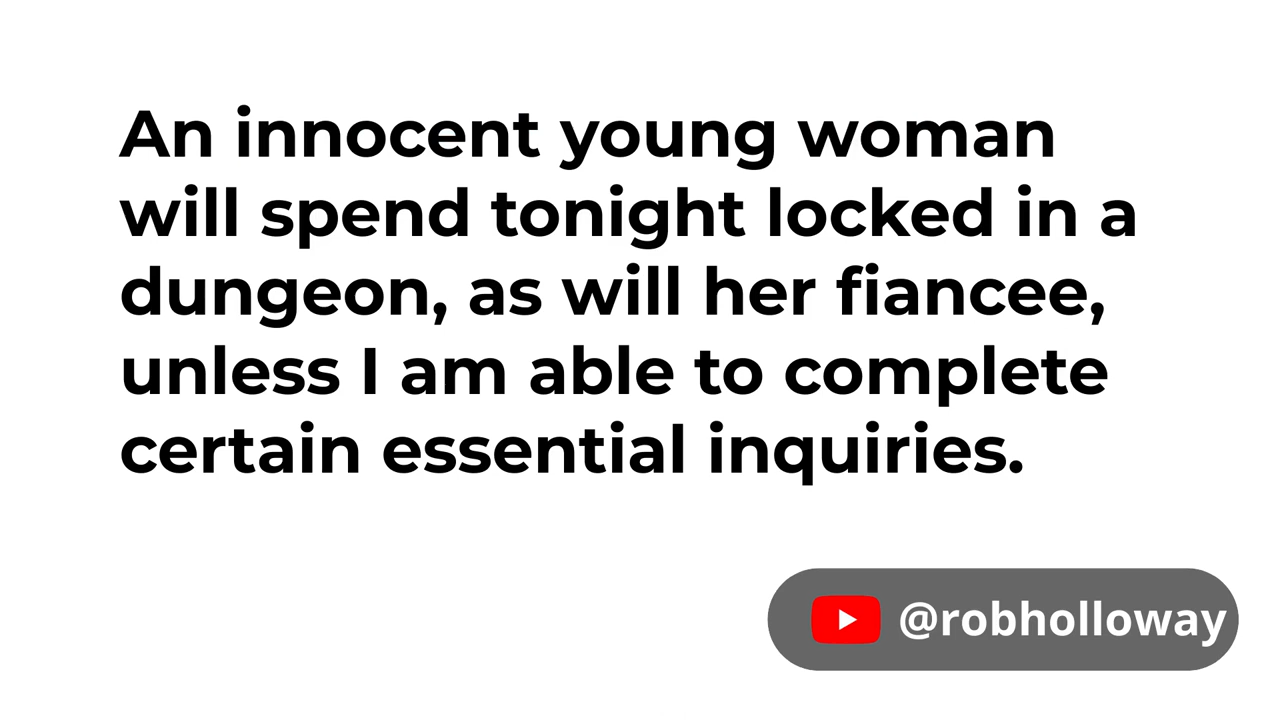 An innocent young woman
will spend tonight locked in a
dungeon, as will her fiancee,
unless I am able to complete
certain essential inquiries.
@robholloway